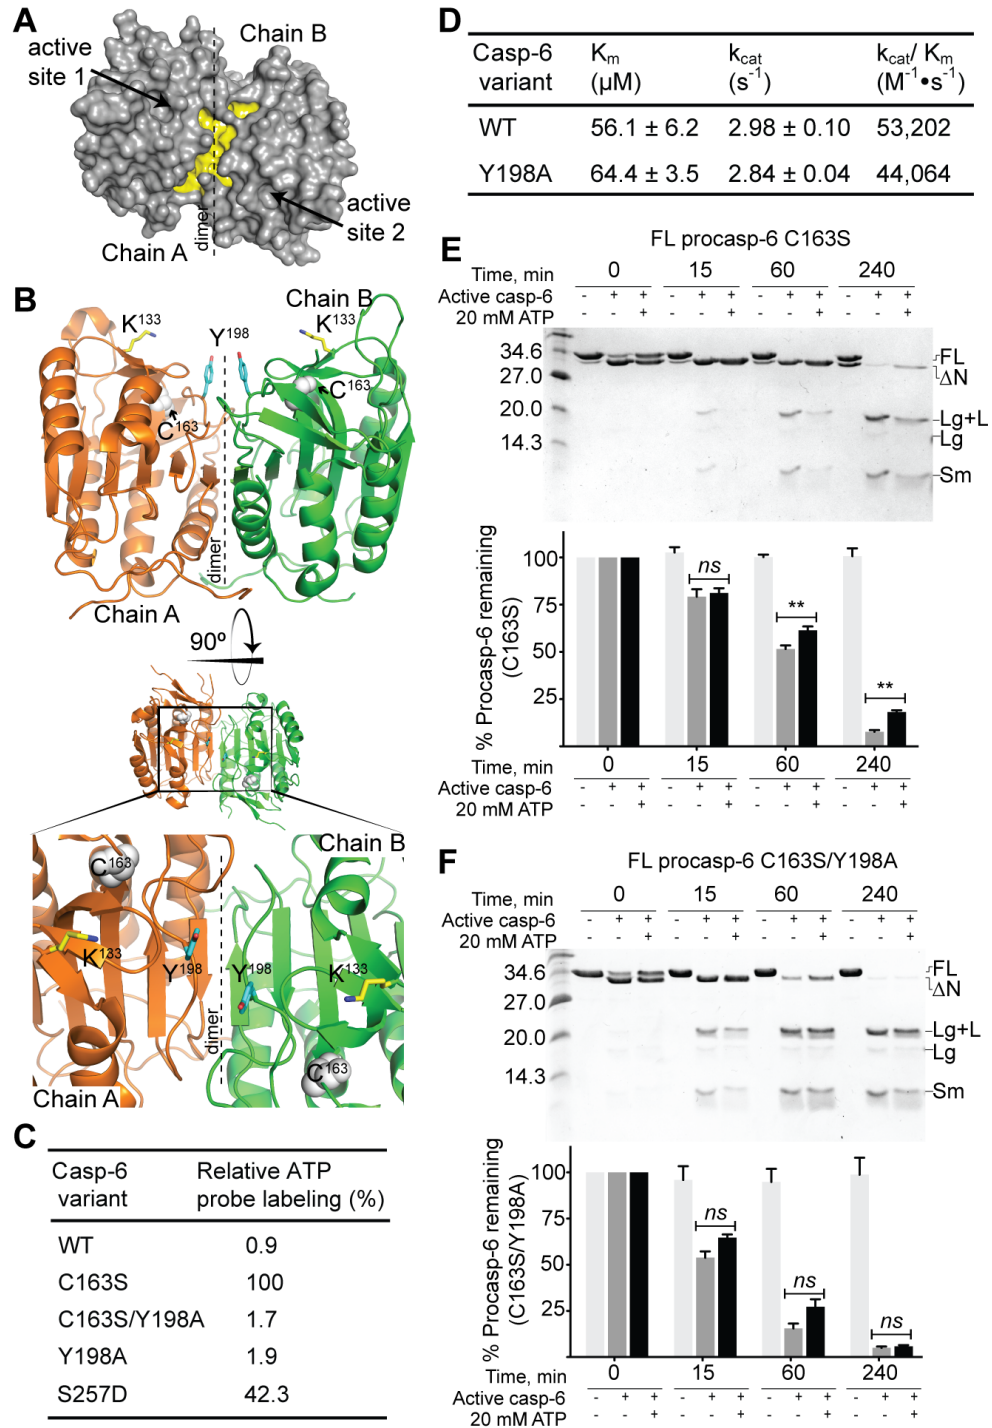 A
active
site 1
Chain B
dimer
Chain A
active
site 2
B
Chain B
K133
Y198
K133
C163
C163
dimer
Chain A
90º
Chain B
C163
K133
Y198
Y198
K133
dimer
C163
Chain A
C
Casp-6 variant Relative ATP probe labeling (%)
WT 0.9
C163S 100
C163S/Y198A 1.7
Y198A 1.9
S257D 42.3
D
Casp-6 variant Km (µM) kcat (s-1) kcat/ Km (M-1•s-1)
WT 56.1 ± 6.2 2.98 ± 0.10 53,202
Y198A 64.4 ± 3.5 2.84 ± 0.04 44,064
E
FL procasp-6 C163S
Time, min 0 15 60 240
Active casp-6 - + + - + + - + + - + +
20 mM ATP - - + - - + - - + - - +
34.6
27.0
20.0
14.3
FL
ΔN
Lg+L
Lg
Sm
% Procasp-6 remaining
(C163S)
100
75
50
25
ns
**
**
Time, min 0 15 60 240
Active casp-6 - + + - + + - + + - + +
20 mM ATP - - + - - + - - + - - +
F
FL procasp-6 C163S/Y198A
Time, min 0 15 60 240
Active casp-6 - + + - + + - + + - + +
20 mM ATP - - + - - + - - + - - +
34.6
27.0
20.0
14.3
FL
ΔN
Lg+L
Lg
Sm
% Procasp-6 remaining
(C163S/Y198A)
100
75
50
25
ns
ns
ns
Time, min 0 15 60 240
Active casp-6 - + + - + + - + + - + +
20 mM ATP - - + - - + - - + - - +